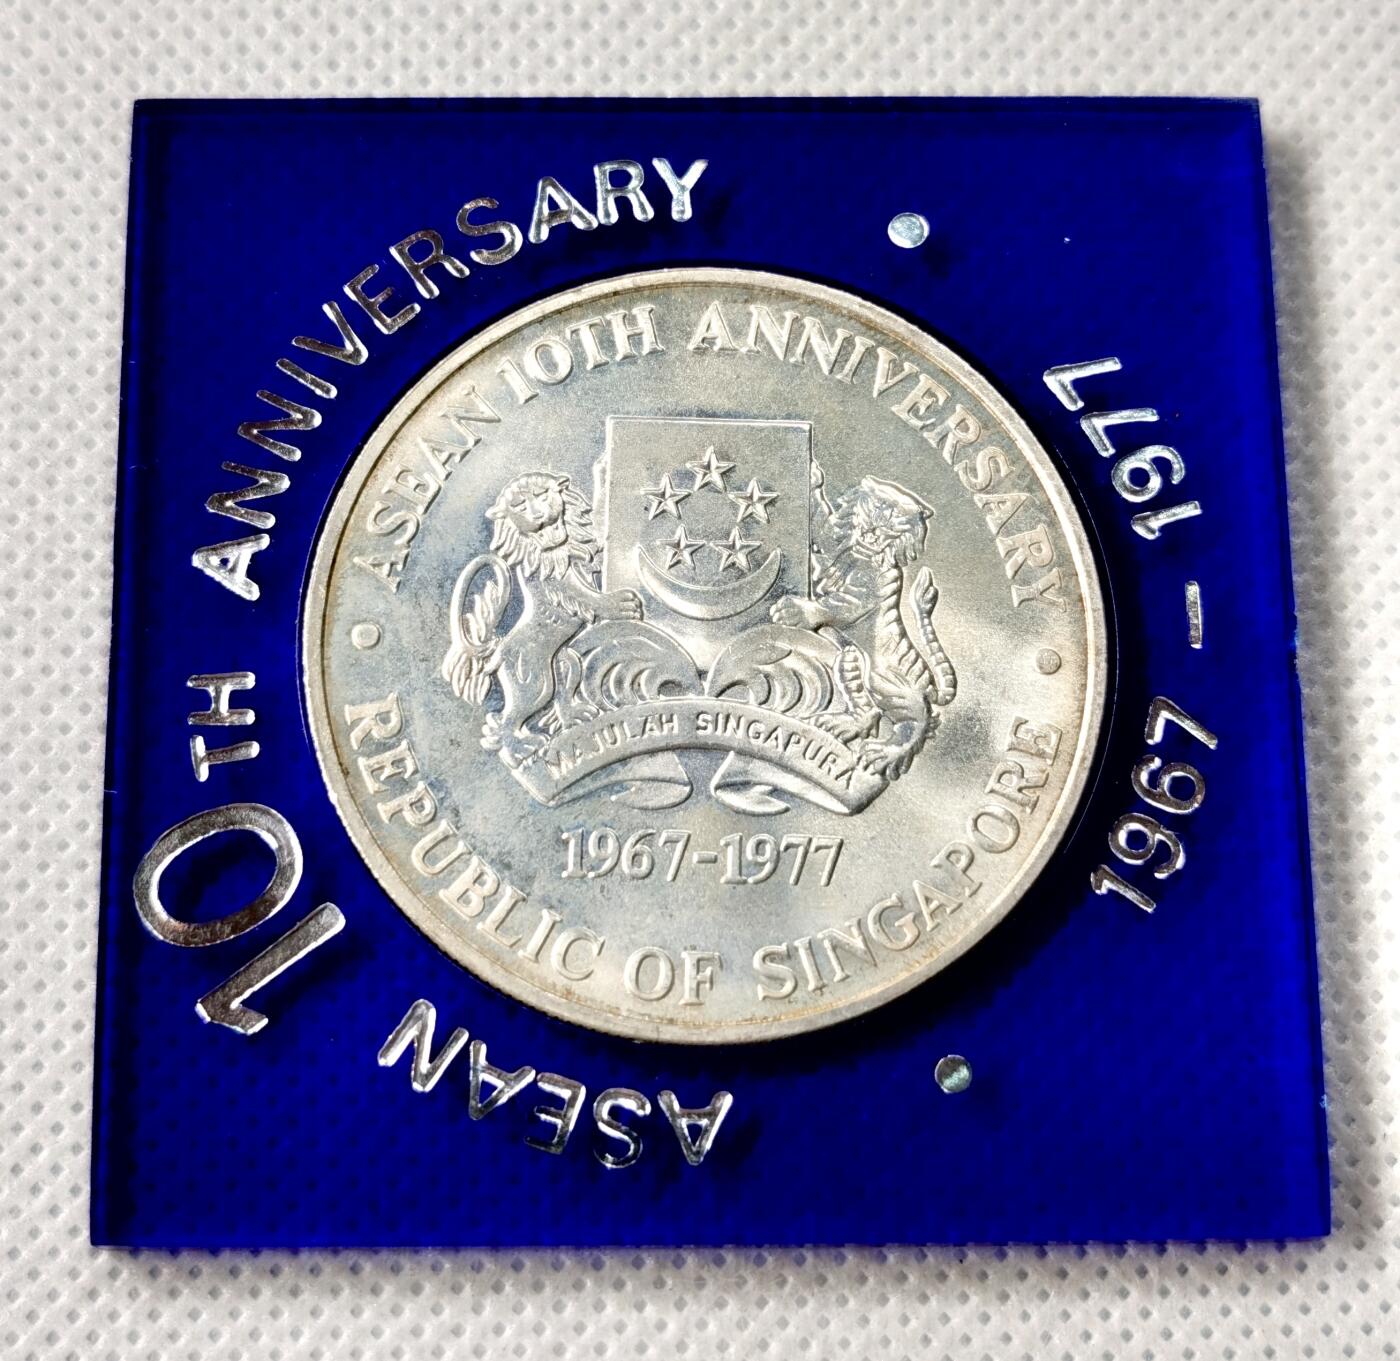 ASEAN 10TH ANNIVERSARY
1967 - 1977
ASEAN 10TH ANNIVERSARY
MAJULAH SINGAPURA
1967-1977
REPUBLIC OF SINGAPORE